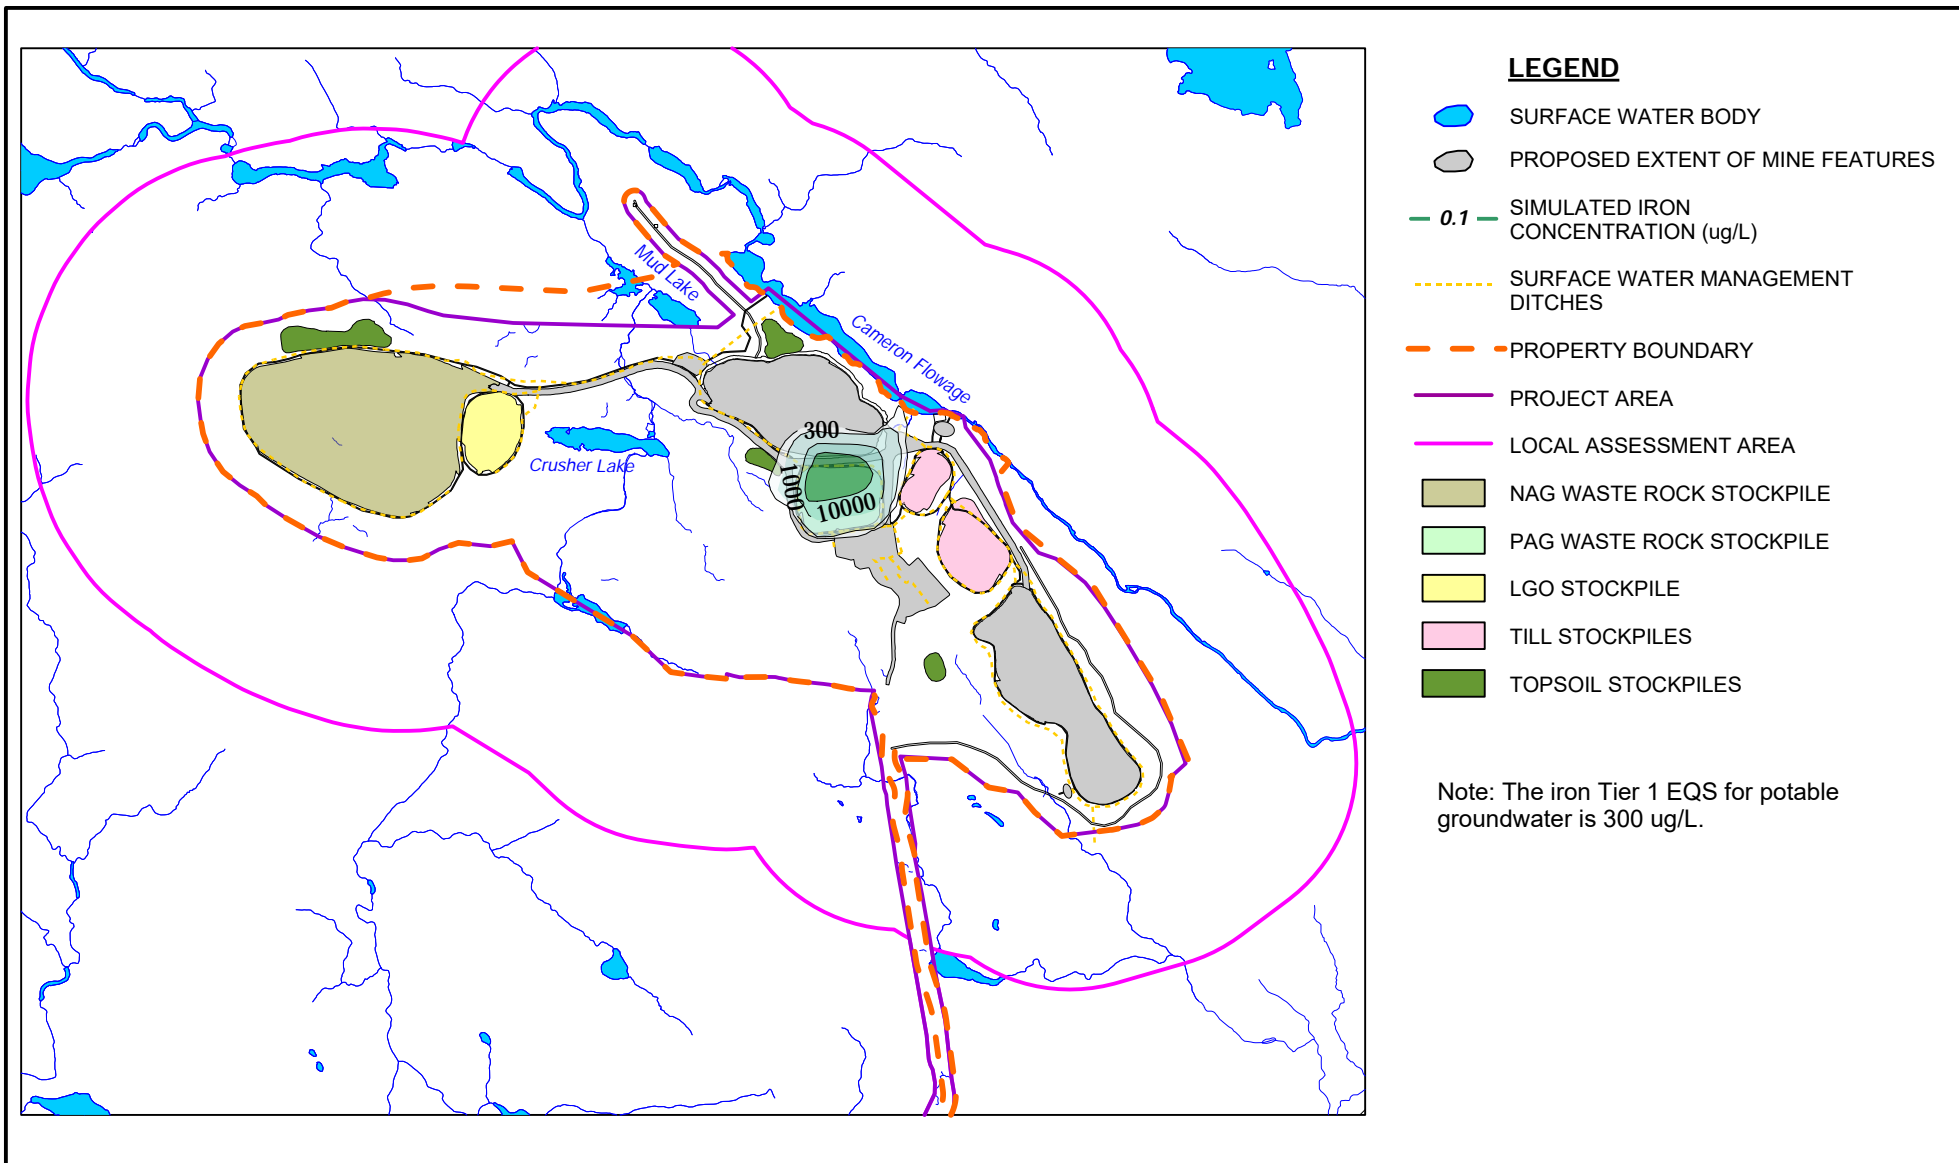 LEGEND
SURFACE WATER BODY
PROPOSED EXTENT OF MINE FEATURES
0.1
SIMULATED IRON
CONCENTRATION (ug/L)
SURFACE WATER MANAGEMENT
DITCHES
PROPERTY BOUNDARY
PROJECT AREA
LOCAL ASSESSMENT AREA
NAG WASTE ROCK STOCKPILE
PAG WASTE ROCK STOCKPILE
LGO STOCKPILE
TILL STOCKPILES
TOPSOIL STOCKPILES
Note: The iron Tier 1 EQS for potable
groundwater is 300 ug/L.
Mud Lake
Cameron Flowage
Crusher Lake
300
1000
10000